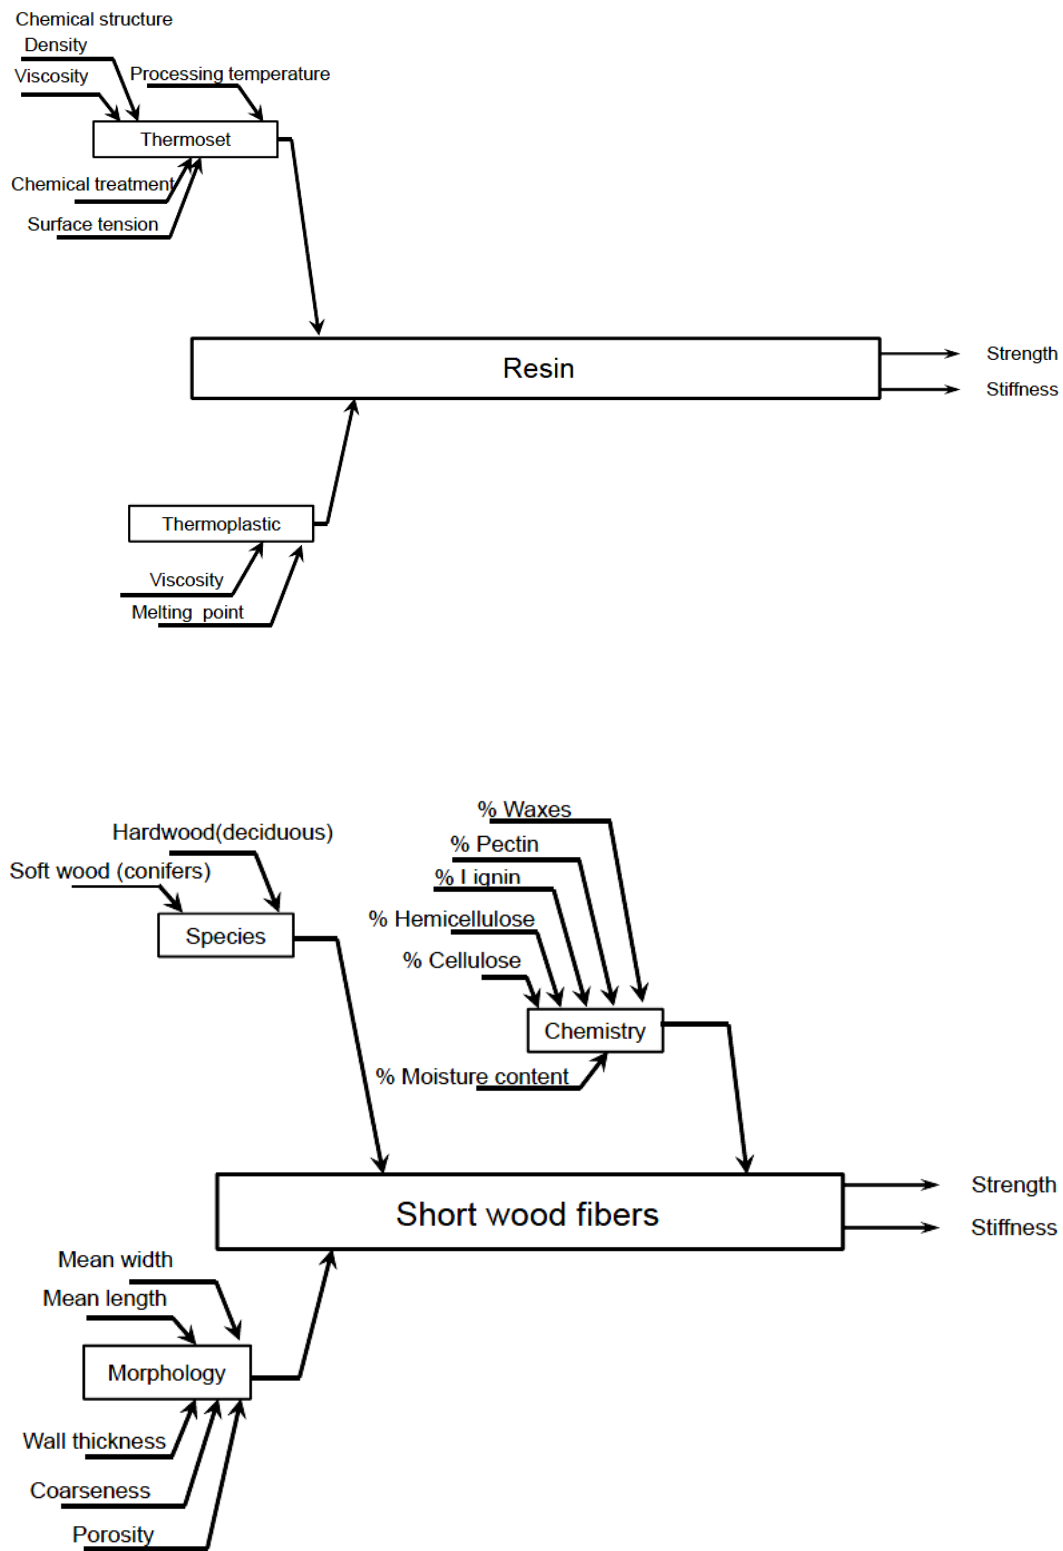 Chemical structure
Density
Viscosity
Processing temperature
Thermoset
Chemical treatment
Surface tension
Resin
Strength
Stiffness
Thermoplastic
Viscosity
Melting point
% Waxes
Hardwood(deciduous)
% Pectin
Soft wood (conifers)
% Lignin
% Hemicellulose
Species
% Cellulose
Chemistry
% Moisture content
Short wood fibers
Strength
Stiffness
Mean width
Mean length
Morphology
Wall thickness
Coarseness
Porosity